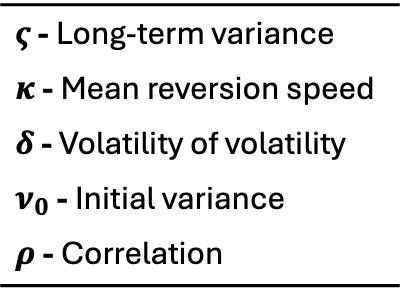 ς - Long-term variance
κ - Mean reversion speed
δ - Volatility of volatility
ν₀ - Initial variance
ρ - Correlation